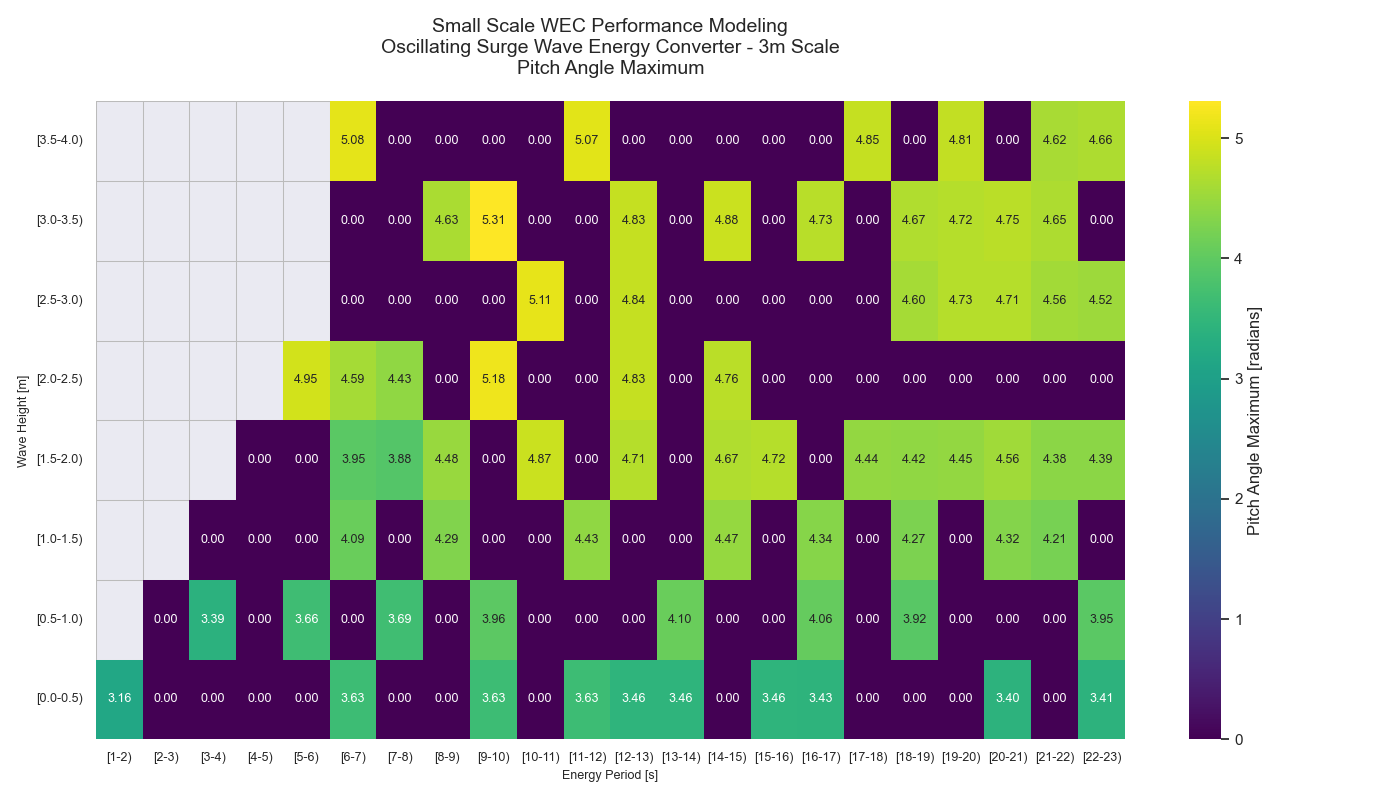 Small Scale WEC Performance Modeling
Oscillating Surge Wave Energy Converter - 3m Scale
Pitch Angle Maximum
[3.5-4.0) 5.08 0.00 0.00 0.00 0.00 5.07 0.00 0.00 0.00 0.00 0.00 4.85 0.00 4.81 0.00 4.62 4.66
[3.0-3.5) 0.00 0.00 4.63 5.31 0.00 0.00 4.83 0.00 4.88 0.00 4.73 0.00 4.67 4.72 4.75 4.65 0.00
[2.5-3.0) 0.00 0.00 0.00 0.00 5.11 0.00 4.84 0.00 0.00 0.00 0.00 0.00 4.60 4.73 4.71 4.56 4.52
[2.0-2.5) 4.95 4.59 4.43 0.00 5.18 0.00 0.00 4.83 0.00 4.76 0.00 0.00 0.00 0.00 0.00 0.00 0.00 0.00
[1.5-2.0) 0.00 0.00 3.95 3.88 4.48 0.00 4.87 0.00 4.71 0.00 4.67 4.72 0.00 4.44 4.42 4.45 4.56 4.38 4.39
[1.0-1.5) 0.00 0.00 0.00 4.09 0.00 4.29 0.00 0.00 4.43 0.00 0.00 4.47 0.00 4.34 0.00 4.27 0.00 4.32 4.21 0.00
[0.5-1.0) 0.00 3.39 0.00 3.66 0.00 3.69 0.00 3.96 0.00 0.00 0.00 4.10 0.00 0.00 4.06 0.00 3.92 0.00 0.00 0.00 3.95
[0.0-0.5) 3.16 0.00 0.00 0.00 0.00 3.63 0.00 0.00 3.63 0.00 3.63 3.46 3.46 0.00 3.46 3.43 0.00 0.00 0.00 3.40 0.00 3.41
[1-2) [2-3) [3-4) [4-5) [5-6) [6-7) [7-8) [8-9) [9-10) [10-11) [11-12) [12-13) [13-14) [14-15) [15-16) [16-17) [17-18) [18-19) [19-20) [20-21) [21-22) [22-23)
Energy Period [s]
Wave Height [m]
5
4
3
2
1
0
Pitch Angle Maximum [radians]